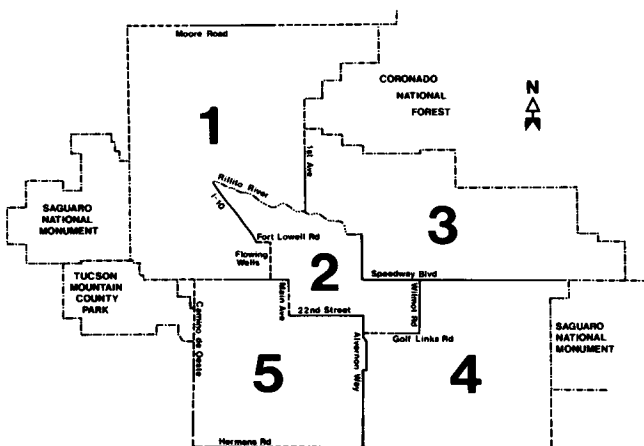 Moore Road
CORONADO
NATIONAL
FOREST
N
1
1st Ave
Rillito River
I-10
SAGUARO
NATIONAL
MONUMENT
3
Fort Lowell Rd
Flowing
Wells
2
Speedway Blvd
TUCSON
MOUNTAIN
COUNTY
PARK
Camino de Oeste
Main Ave
22nd Street
Wilmot Rd
Golf Links Rd
Alvernon Way
SAGUARO
NATIONAL
MONUMENT
5
4
Hermans Rd